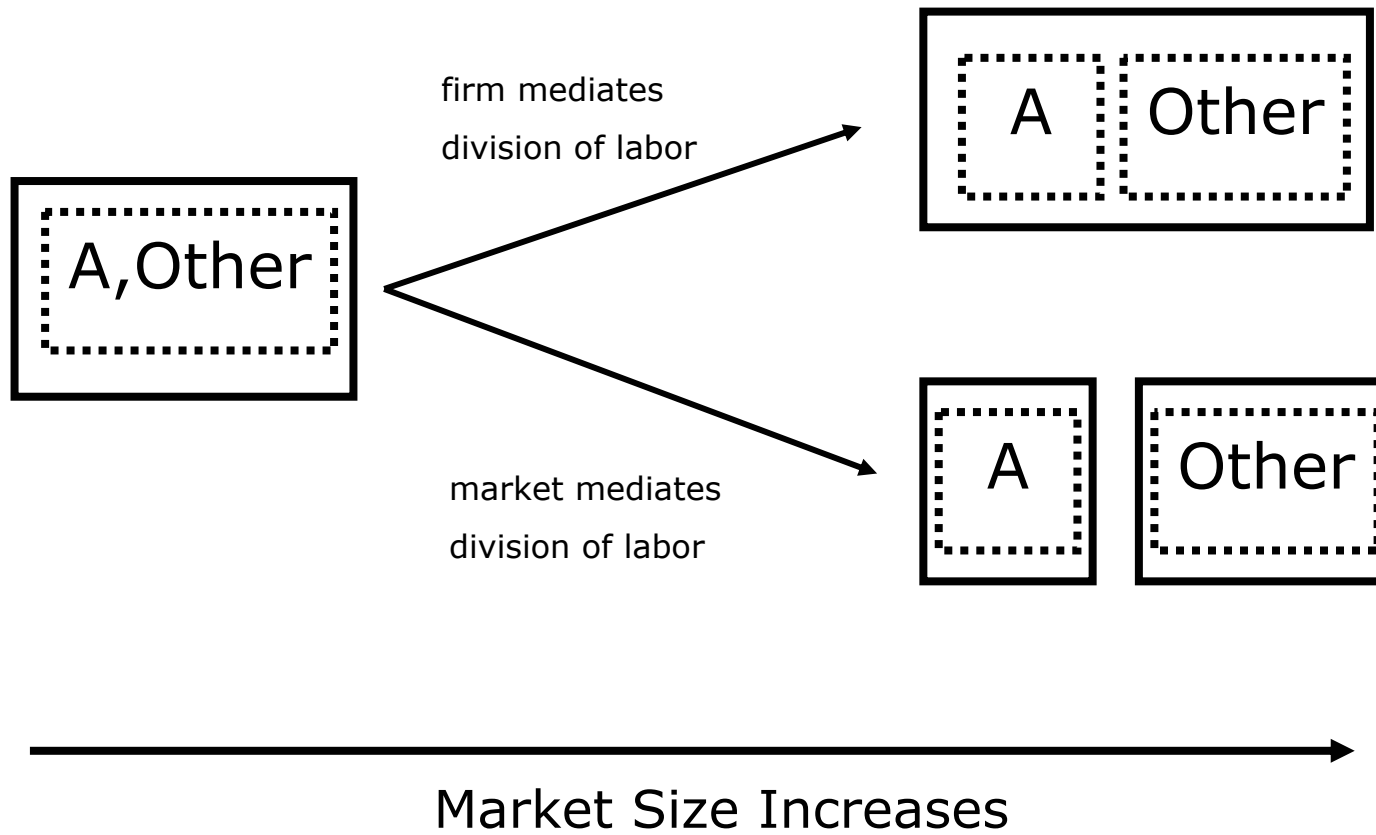 firm mediates
division of labor
A
Other
A,Other
market mediates
division of labor
A
Other
Market Size Increases